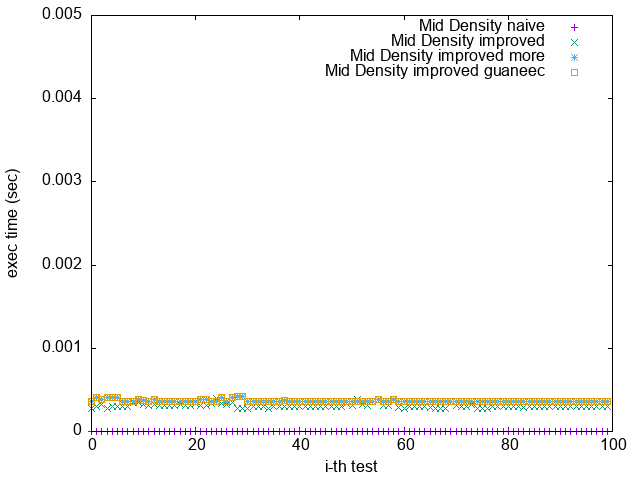 0.005
0.004
0.003
0.002
0.001
0
exec time (sec)
Mid Density naive
Mid Density improved
Mid Density improved more
Mid Density improved guaneec
0 20 40 60 80 100
i-th test